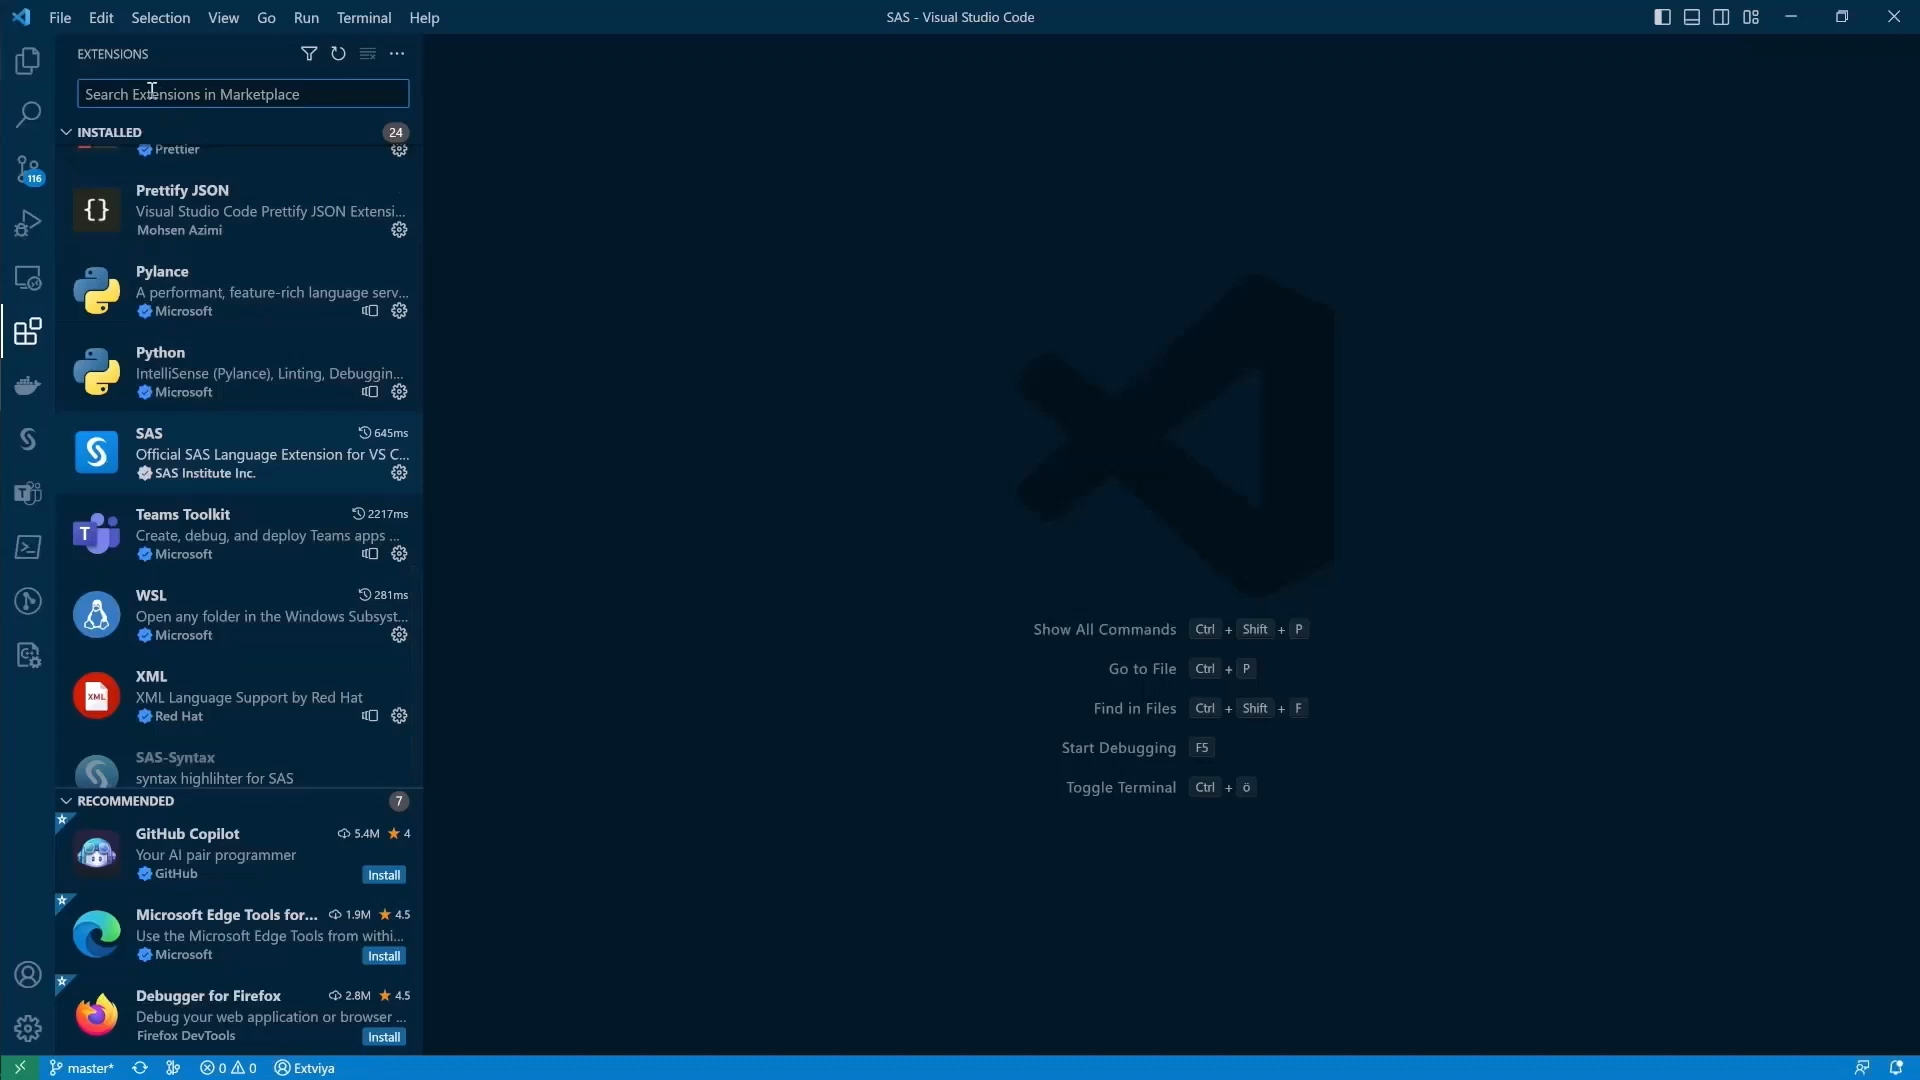 File Edit Selection View Go Run Terminal Help
SAS - Visual Studio Code
EXTENSIONS
Search Extensions in Marketplace
INSTALLED 24
Prettier
Prettify JSON
Visual Studio Code Prettify JSON Extensi...
Mohsen Azimi
Pylance
A performant, feature-rich language serv...
Microsoft
Python
IntelliSense (Pylance), Linting, Debuggin...
Microsoft
SAS 645ms
Official SAS Language Extension for VS C...
SAS Institute Inc.
Teams Toolkit 2217ms
Create, debug, and deploy Teams apps ...
Microsoft
WSL 281ms
Open any folder in the Windows Subsyst...
Microsoft
XML
XML Language Support by Red Hat
Red Hat
SAS-Syntax
syntax highlihter for SAS
RECOMMENDED 7
GitHub Copilot 5.4M 4
Your AI pair programmer
GitHub Install
Microsoft Edge Tools for... 1.9M 4.5
Use the Microsoft Edge Tools from withi...
Microsoft Install
Debugger for Firefox 2.8M 4.5
Debug your web application or browser ...
Firefox DevTools Install
116
T
XML
Show All Commands Ctrl + Shift + P
Go to File Ctrl + P
Find in Files Ctrl + Shift + F
Start Debugging F5
Toggle Terminal Ctrl + ö
master* 0 0 Extviya